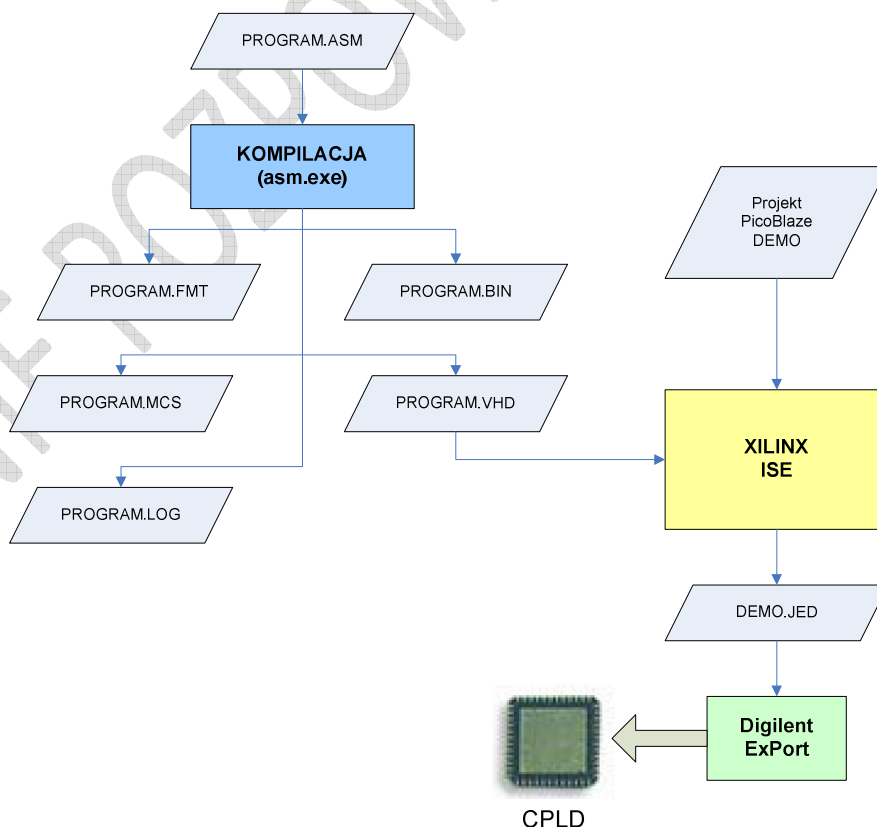 PROGRAM.ASM
KOMPILACJA
(asm.exe)
Projekt
PicoBlaze
DEMO
PROGRAM.FMT
PROGRAM.BIN
PROGRAM.MCS
PROGRAM.VHD
XILINX
ISE
PROGRAM.LOG
DEMO.JED
Digilent
ExPort
CPLD